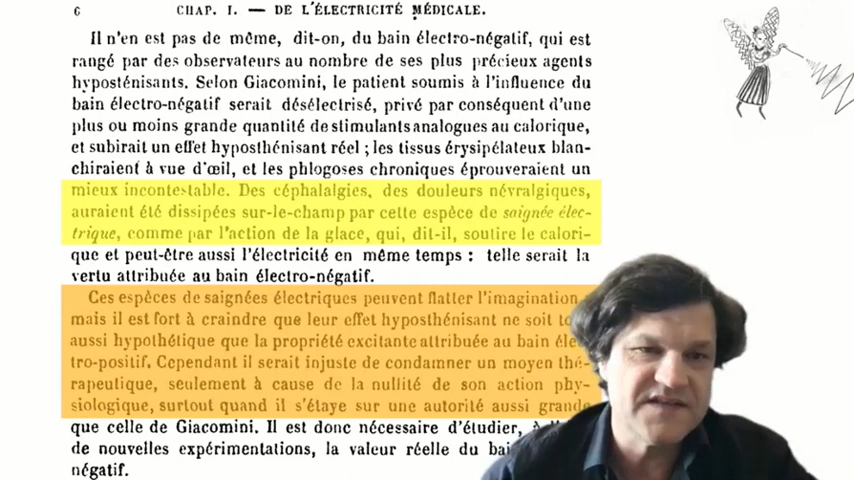 6 CHAP. I. — DE L'ÉLECTRICITÉ MÉDICALE.
Il n'en est pas de même, dit-on, du bain électro-négatif, qui est
rangé par des observateurs au nombre de ses plus précieux agents
hyposténisants. Selon Giacomini, le patient soumis à l'influence du
bain électro-négatif serait désélectrisé, privé par conséquent d'une
plus ou moins grande quantité de stimulants analogues au calorique,
et subirait un effet hyposthénisant réel ; les tissus érysipélateux blan-
chiraient à vue d'œil, et les phlogoses chroniques éprouveraient un
mieux incontestable. Des céphalalgies, des douleurs névralgiques,
auraient été dissipées sur-le-champ par cette espèce de saignée élec-
trique, comme par l'action de la glace, qui, dit-il, soutire le calori-
que et peut-être aussi l'électricité en même temps : telle serait la
vertu attribuée au bain électro-négatif.
Ces espèces de saignées électriques peuvent flatter l'imagination
mais il est fort à craindre que leur effet hyposthénisant ne soit
aussi hypothétique que la propriété excitante attribuée au bain
tro-positif. Cependant il serait injuste de condamner un moyen thé-
rapeutique, seulement à cause de la nullité de son action phy-
siologique, surtout quand il s'étaye sur une autorité aussi grande
que celle de Giacomini. Il est donc nécessaire d'étudier,
de nouvelles expérimentations, la valeur réelle du
négatif.